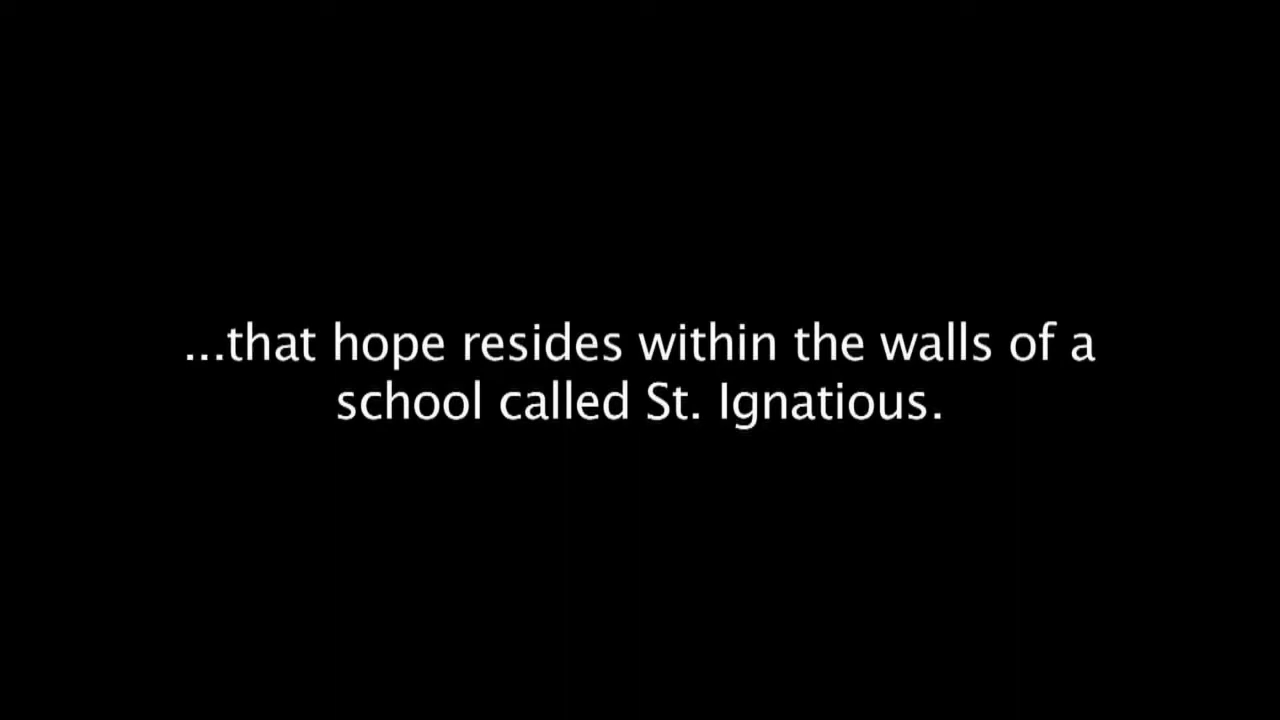 ...that hope resides within the walls of a
school called St. Ignatious.